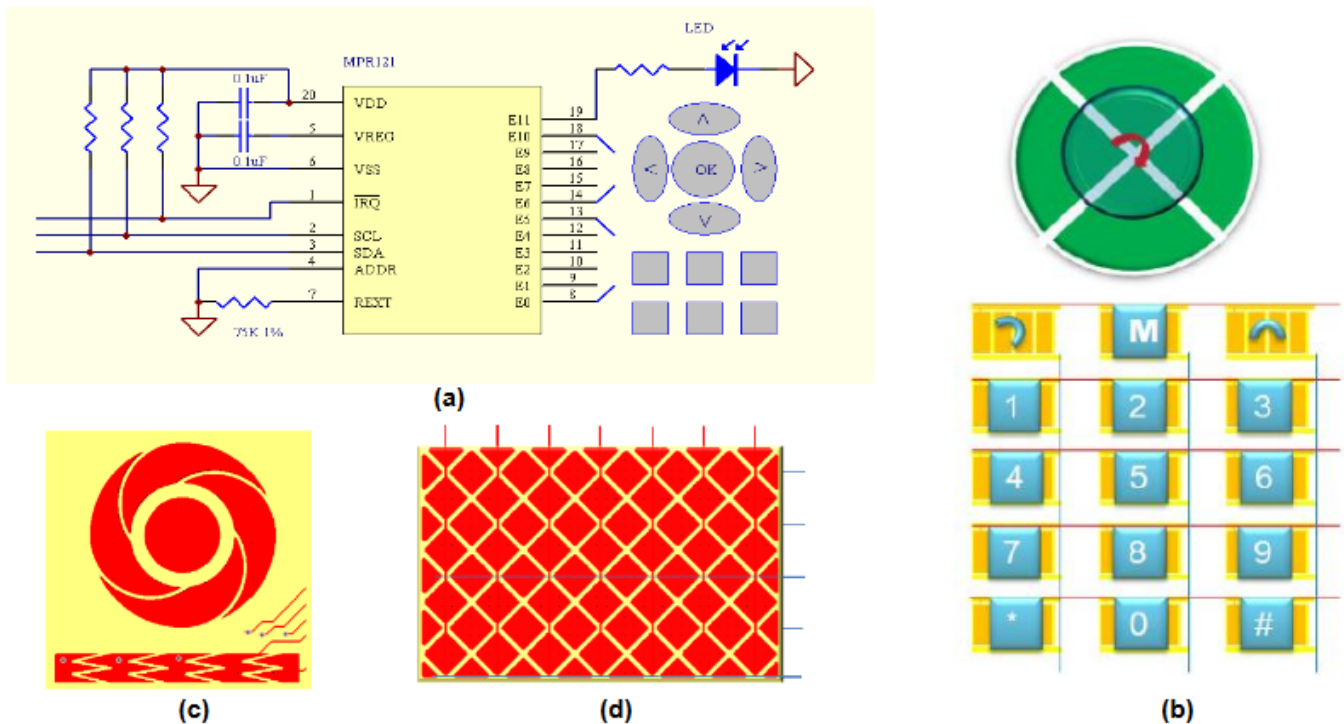 LED
MPR121
0.1uF
20 VDD
5 VREG
0.1uF
6 VSS
1 IRQ
2 SCL
3 SDA
4 ADDR
7 REXT
75K 1%
E11 19
E10 18
E9 17
E8 16
E7 15
E6 14
E5 13
E4 12
E3 11
E2 10
E1 9
E0 8
^
< OK >
v
(a)
M
1 2 3
4 5 6
7 8 9
* 0 #
(c) (d) (b)